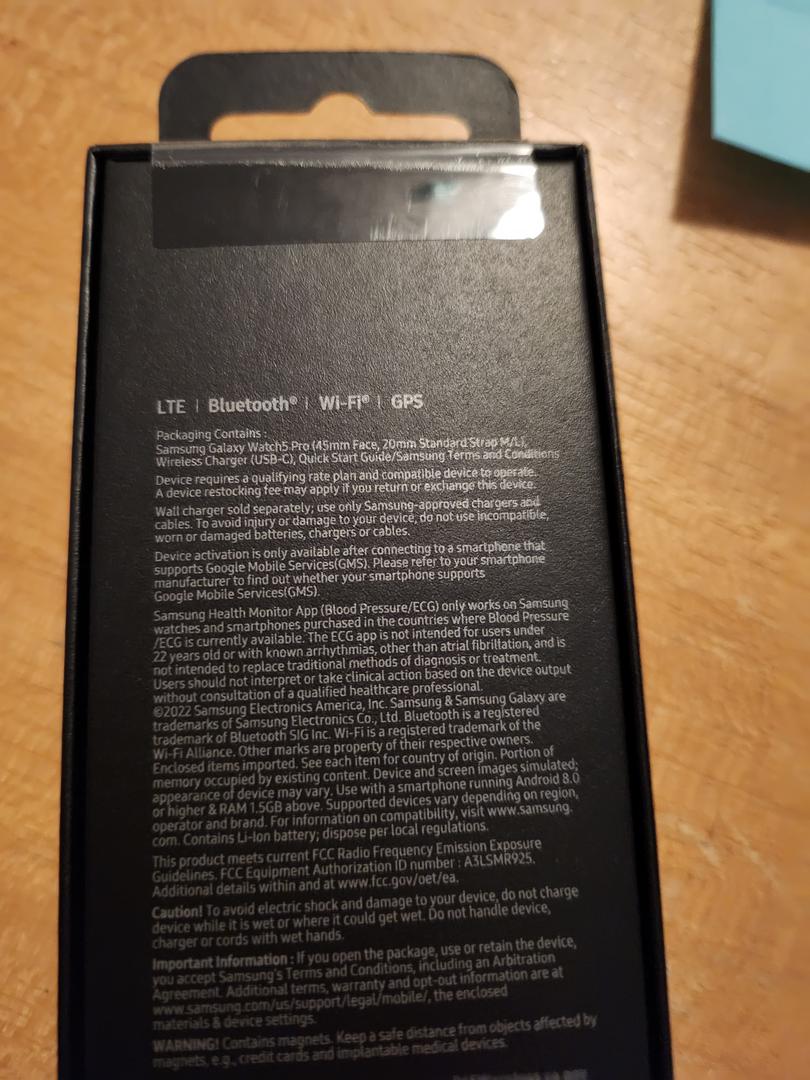 LTE | Bluetooth® | Wi-Fi® | GPS
Packaging Contains :
Samsung Galaxy Watch5 Pro (45mm Face, 20mm Standard Strap M/L),
Wireless Charger (USB-C), Quick Start Guide/Samsung Terms and Conditions
Device requires a qualifying rate plan and compatible device to operate.
A device restocking fee may apply if you return or exchange this device.
Wall charger sold separately; use only Samsung-approved chargers and
cables. To avoid injury or damage to your device, do not use incompatible,
worn or damaged batteries, chargers or cables.
Device activation is only available after connecting to a smartphone that
supports Google Mobile Services(GMS). Please refer to your smartphone
manufacturer to find out whether your smartphone supports
Google Mobile Services(GMS).
Samsung Health Monitor App (Blood Pressure/ECG) only works on Samsung
watches and smartphones purchased in the countries where Blood Pressure
/ECG is currently available. The ECG app is not intended for users under
22 years old or with known arrhythmias, other than atrial fibrillation, and is
not intended to replace traditional methods of diagnosis or treatment.
Users should not interpret or take clinical action based on the device output
without consultation of a qualified healthcare professional.
©2022 Samsung Electronics America, Inc. Samsung & Samsung Galaxy are
trademarks of Samsung Electronics Co., Ltd. Bluetooth is a registered
trademark of Bluetooth SIG Inc. Wi-Fi is a registered trademark of the
Wi-Fi Alliance. Other marks are property of their respective owners.
Enclosed items imported. See each item for country of origin. Portion of
memory occupied by existing content. Device and screen images simulated;
appearance of device may vary. Use with a smartphone running Android 8.0
or higher & RAM 1.5GB above. Supported devices vary depending on region,
operator and brand. For information on compatibility, visit www.samsung.
com. Contains Li-Ion battery; dispose per local regulations.
This product meets current FCC Radio Frequency Emission Exposure
Guidelines. FCC Equipment Authorization ID number : A3LSMR925.
Additional details within and at www.fcc.gov/oet/ea.
Caution! To avoid electric shock and damage to your device, do not charge
device while it is wet or where it could get wet. Do not handle device,
charger or cords with wet hands.
Important Information : If you open the package, use or retain the device,
you accept Samsung's Terms and Conditions, including an Arbitration
Agreement. Additional terms, warranty and opt-out information are at
www.samsung.com/us/support/legal/mobile/, the enclosed
materials & device settings.
WARNING! Contains magnets. Keep a safe distance from objects affected by
magnets, e.g., credit cards and implantable medical devices.